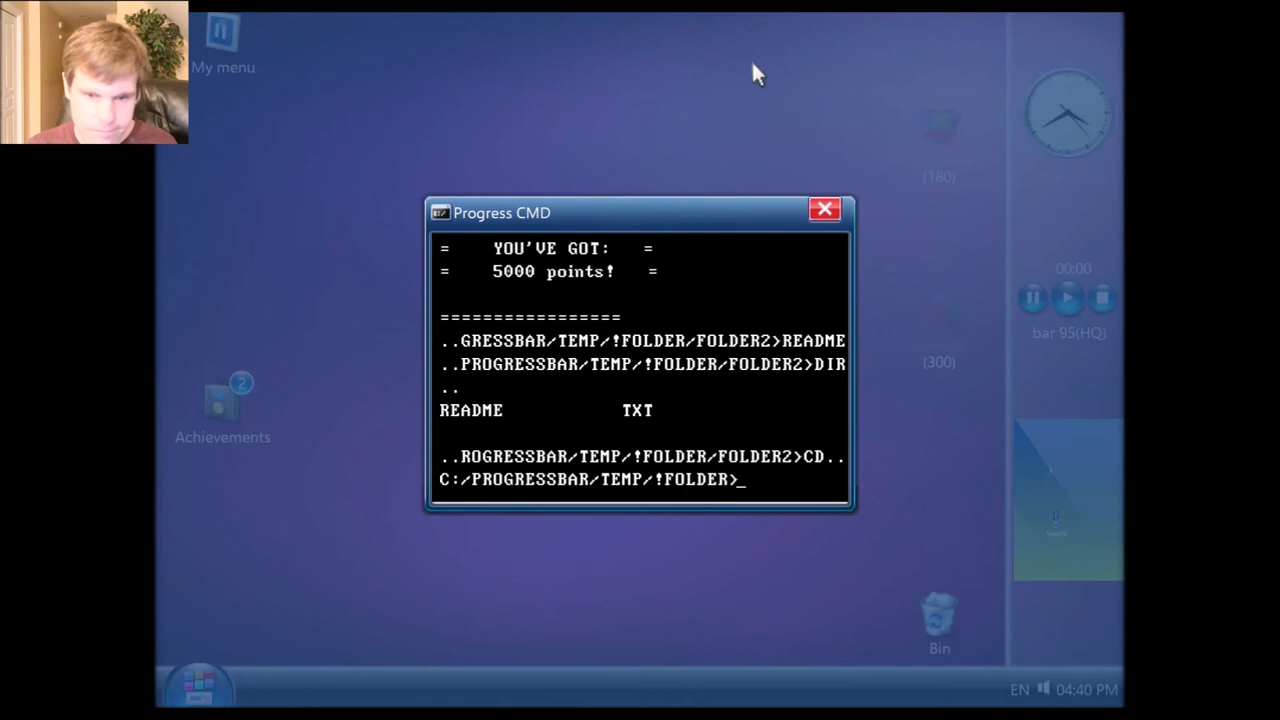 My menu
(180)
Progress CMD
=    YOU'VE GOT:   =
=    5000 points!   =
=================
..GRESSBAR/TEMP/!FOLDER/FOLDER2>README
..PROGRESSBAR/TEMP/!FOLDER/FOLDER2>DIR
..
README            TXT
..ROGRESSBAR/TEMP/!FOLDER/FOLDER2>CD..
C:/PROGRESSBAR/TEMP/!FOLDER>_
00:00
bar 95(HQ)
(300)
2
Achievements
Bin
EN 04:40 PM